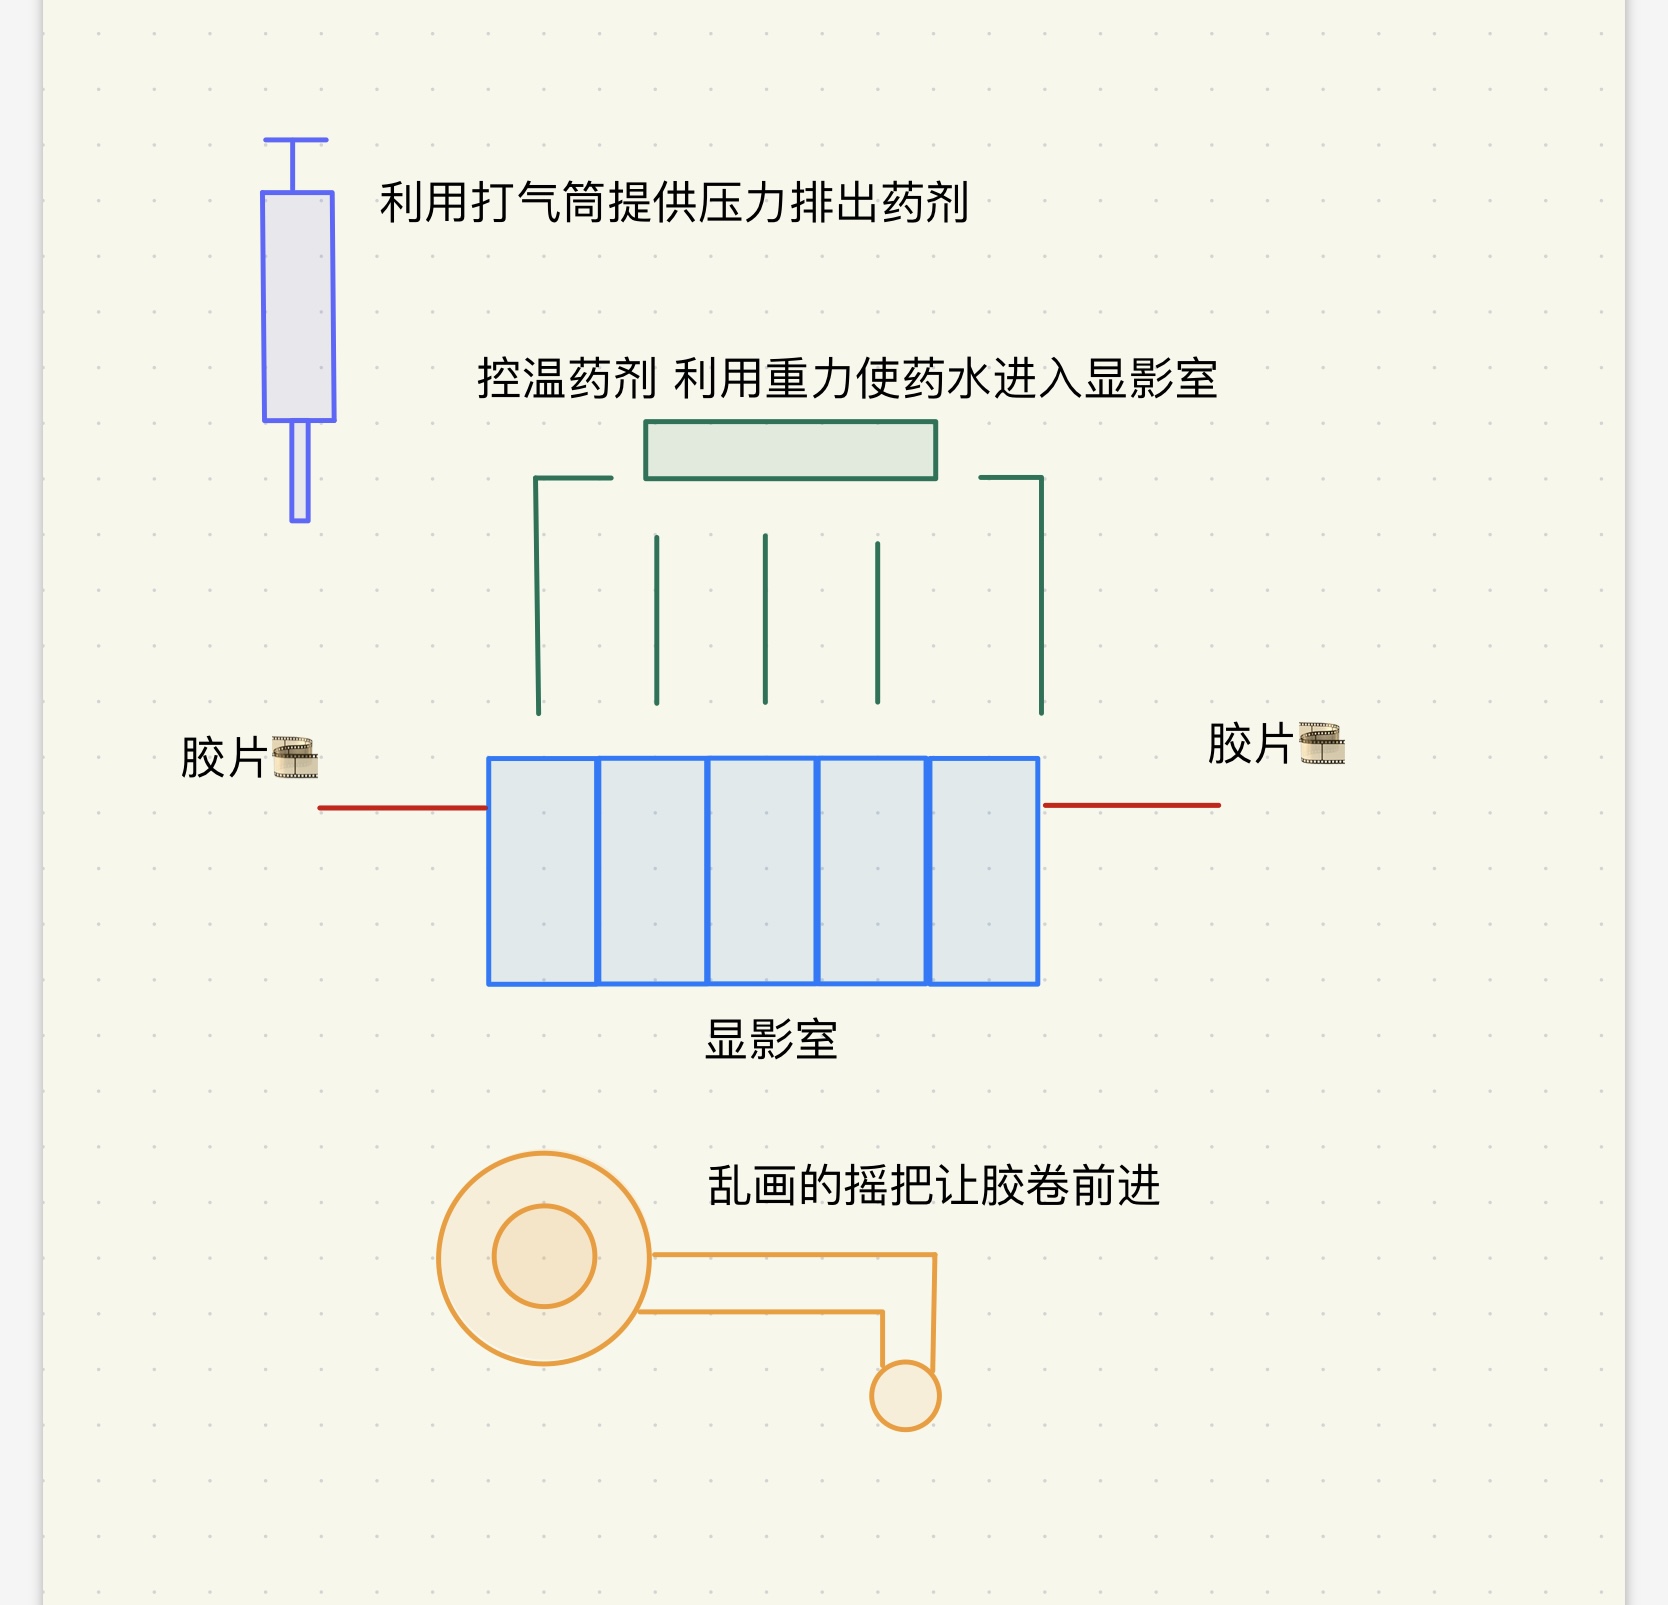 利用打气筒提供压力排出药剂
控温药剂 利用重力使药水进入显影室
胶片🎞️
胶片🎞️
显影室
乱画的摇把让胶卷前进